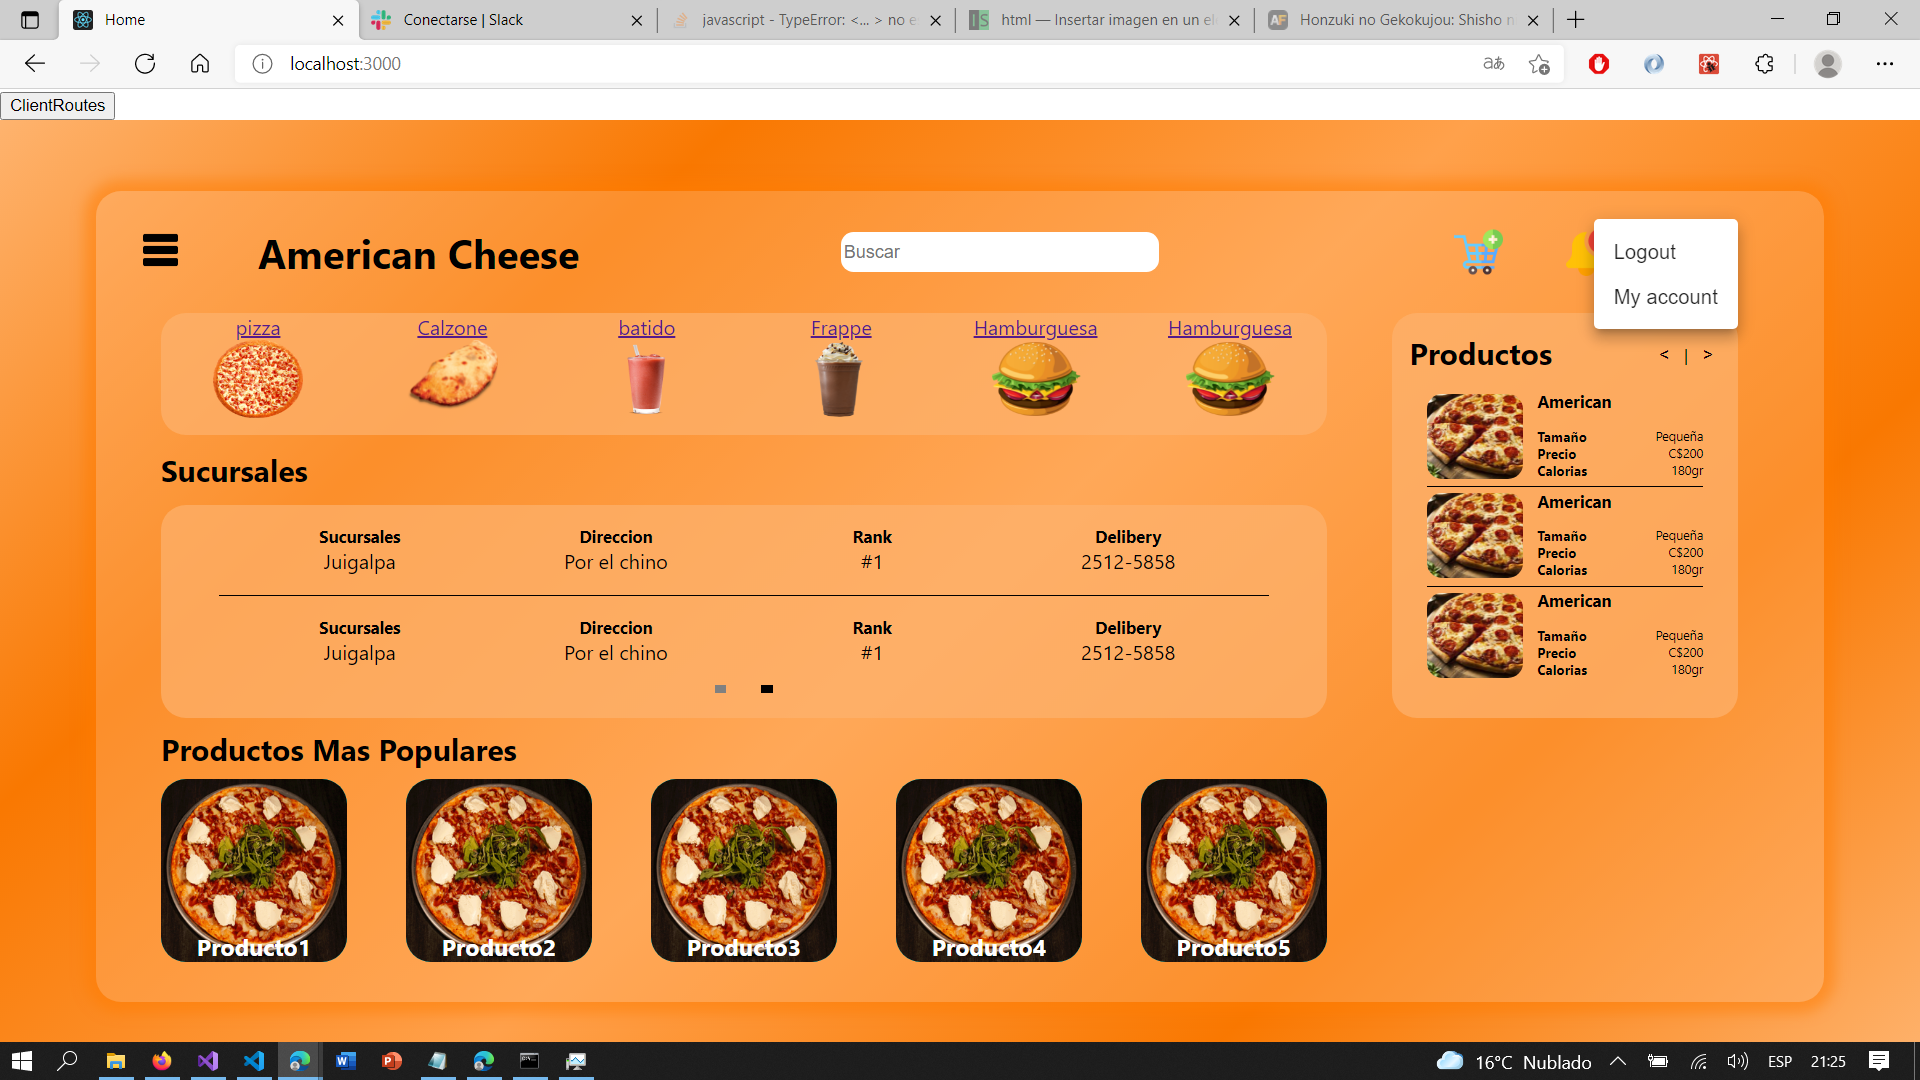 Home
Conectarse | Slack
javascript - TypeError: <... > no e
html — Insertar imagen en un el
Honzuki no Gekokujou: Shisho n
localhost:3000
ClientRoutes
American Cheese
Buscar
Logout
My account
pizza
Calzone
batido
Frappe
Hamburguesa
Hamburguesa
Productos
< | >
American
Tamaño Pequeña
Precio C$200
Calorias 180gr
American
Tamaño Pequeña
Precio C$200
Calorias 180gr
American
Tamaño Pequeña
Precio C$200
Calorias 180gr
Sucursales
Sucursales Direccion Rank Delibery
Juigalpa Por el chino #1 2512-5858
Sucursales Direccion Rank Delibery
Juigalpa Por el chino #1 2512-5858
Productos Mas Populares
Producto1
Producto2
Producto3
Producto4
Producto5
16°C Nublado
ESP
21:25